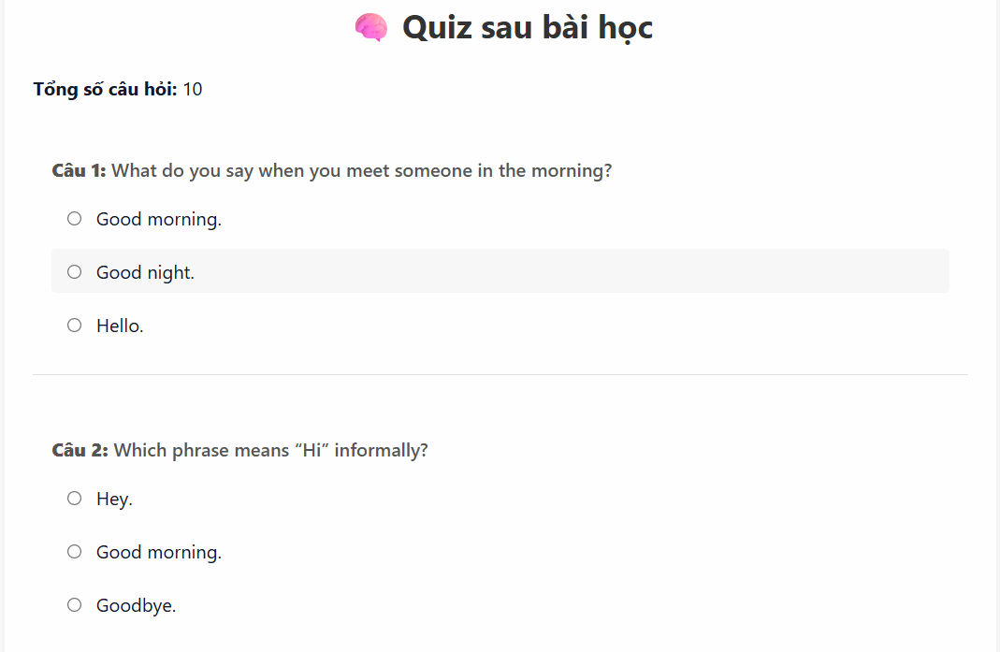 Quiz sau bài học
Tổng số câu hỏi: 10
Câu 1: What do you say when you meet someone in the morning?
Good morning.
Good night.
Hello.
Câu 2: Which phrase means “Hi” informally?
Hey.
Good morning.
Goodbye.